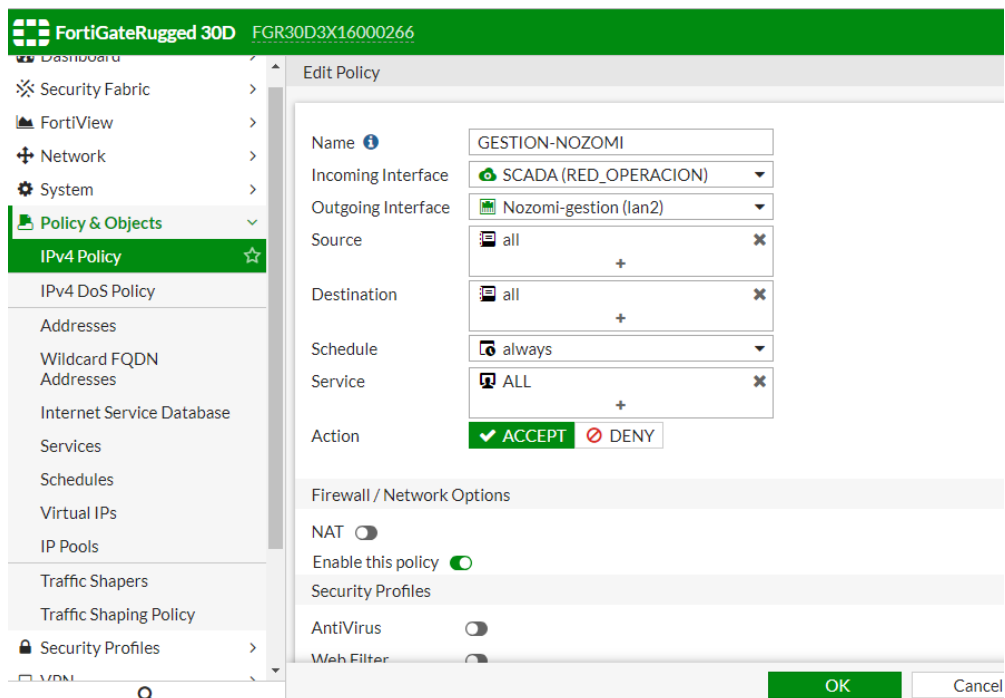 FortiGateRugged 30D FGR30D3X16000266
Dashboard
Security Fabric
FortiView
Network
System
Policy & Objects
IPv4 Policy
IPv4 DoS Policy
Addresses
Wildcard FQDN
Addresses
Internet Service Database
Services
Schedules
Virtual IPs
IP Pools
Traffic Shapers
Traffic Shaping Policy
Security Profiles
VPN
Edit Policy
Name GESTION-NOZOMI
Incoming Interface SCADA (RED_OPERACION)
Outgoing Interface Nozomi-gestion (lan2)
Source all
+
Destination all
+
Schedule always
Service ALL
+
Action ACCEPT DENY
Firewall / Network Options
NAT
Enable this policy
Security Profiles
AntiVirus
Web Filter
OK Cancel